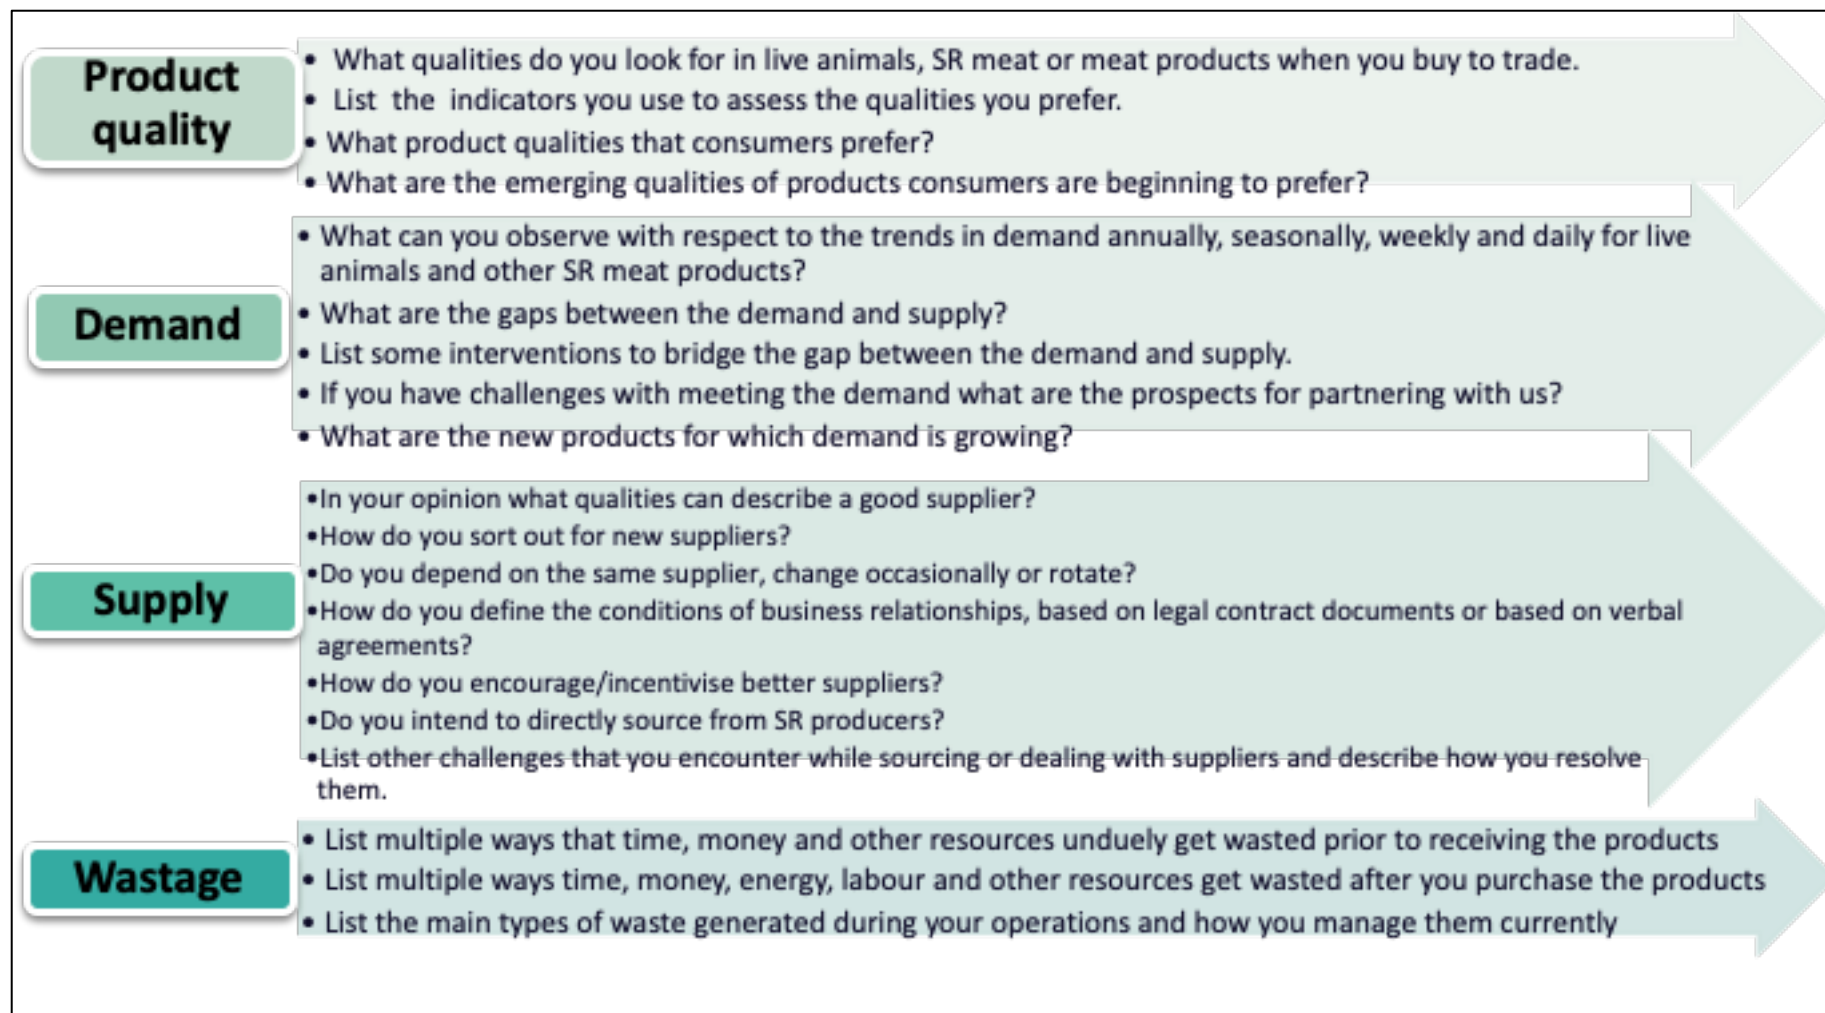 Product
quality
• What qualities do you look for in live animals, SR meat or meat products when you buy to trade.
• List the indicators you use to assess the qualities you prefer.
• What product qualities that consumers prefer?
• What are the emerging qualities of products consumers are beginning to prefer?
Demand
• What can you observe with respect to the trends in demand annually, seasonally, weekly and daily for live
animals and other SR meat products?
• What are the gaps between the demand and supply?
• List some interventions to bridge the gap between the demand and supply.
• If you have challenges with meeting the demand what are the prospects for partnering with us?
• What are the new products for which demand is growing?
Supply
•In your opinion what qualities can describe a good supplier?
•How do you sort out for new suppliers?
•Do you depend on the same supplier, change occasionally or rotate?
•How do you define the conditions of business relationships, based on legal contract documents or based on verbal
agreements?
•How do you encourage/incentivise better suppliers?
•Do you intend to directly source from SR producers?
•List other challenges that you encounter while sourcing or dealing with suppliers and describe how you resolve
them.
Wastage
• List multiple ways that time, money and other resources unduely get wasted prior to receiving the products
• List multiple ways time, money, energy, labour and other resources get wasted after you purchase the products
• List the main types of waste generated during your operations and how you manage them currently